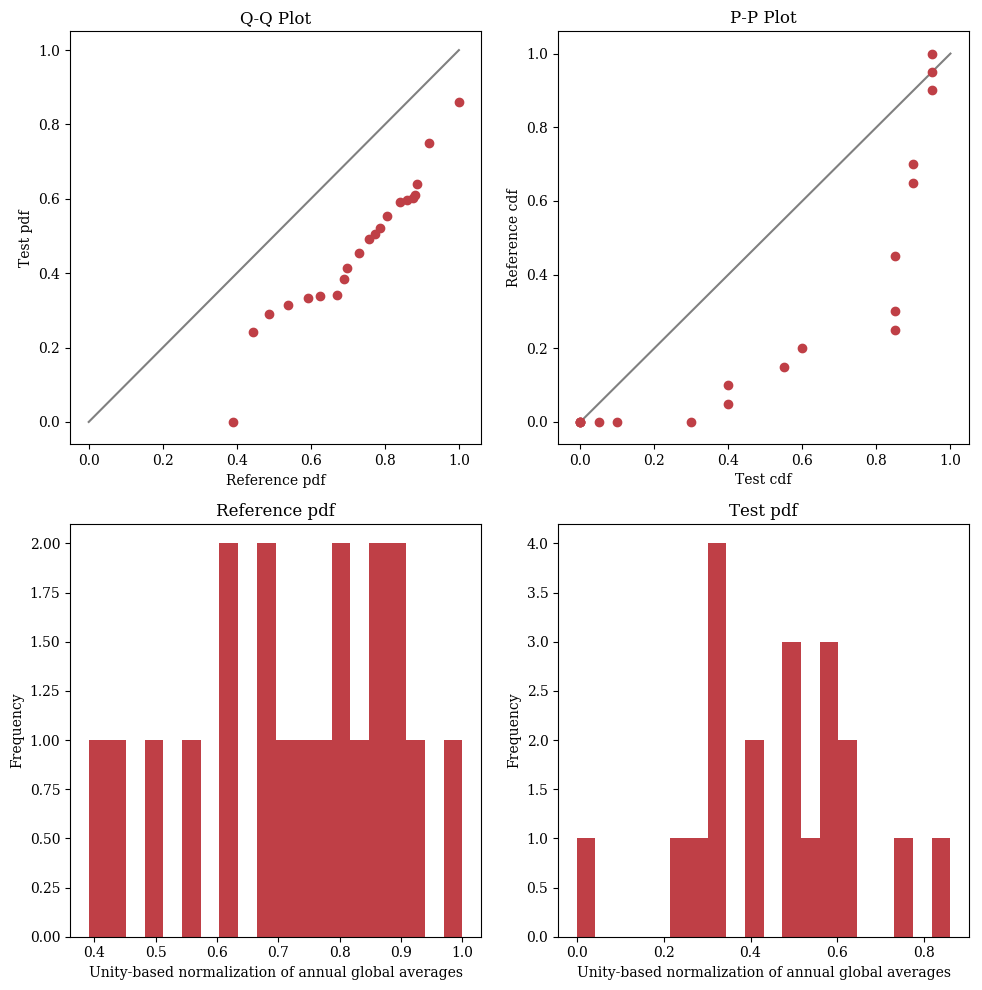 Q-Q Plot
1.0
0.8
0.6
0.4
0.2
0.0
Test pdf
0.0 0.2 0.4 0.6 0.8 1.0
Reference pdf
P-P Plot
1.0
0.8
0.6
0.4
0.2
0.0
Reference cdf
0.0 0.2 0.4 0.6 0.8 1.0
Test cdf
Reference pdf
2.00
1.75
1.50
1.25
1.00
0.75
0.50
0.25
0.00
Frequency
0.4 0.5 0.6 0.7 0.8 0.9 1.0
Unity-based normalization of annual global averages
Test pdf
4.0
3.5
3.0
2.5
2.0
1.5
1.0
0.5
0.0
Frequency
0.0 0.2 0.4 0.6 0.8
Unity-based normalization of annual global averages